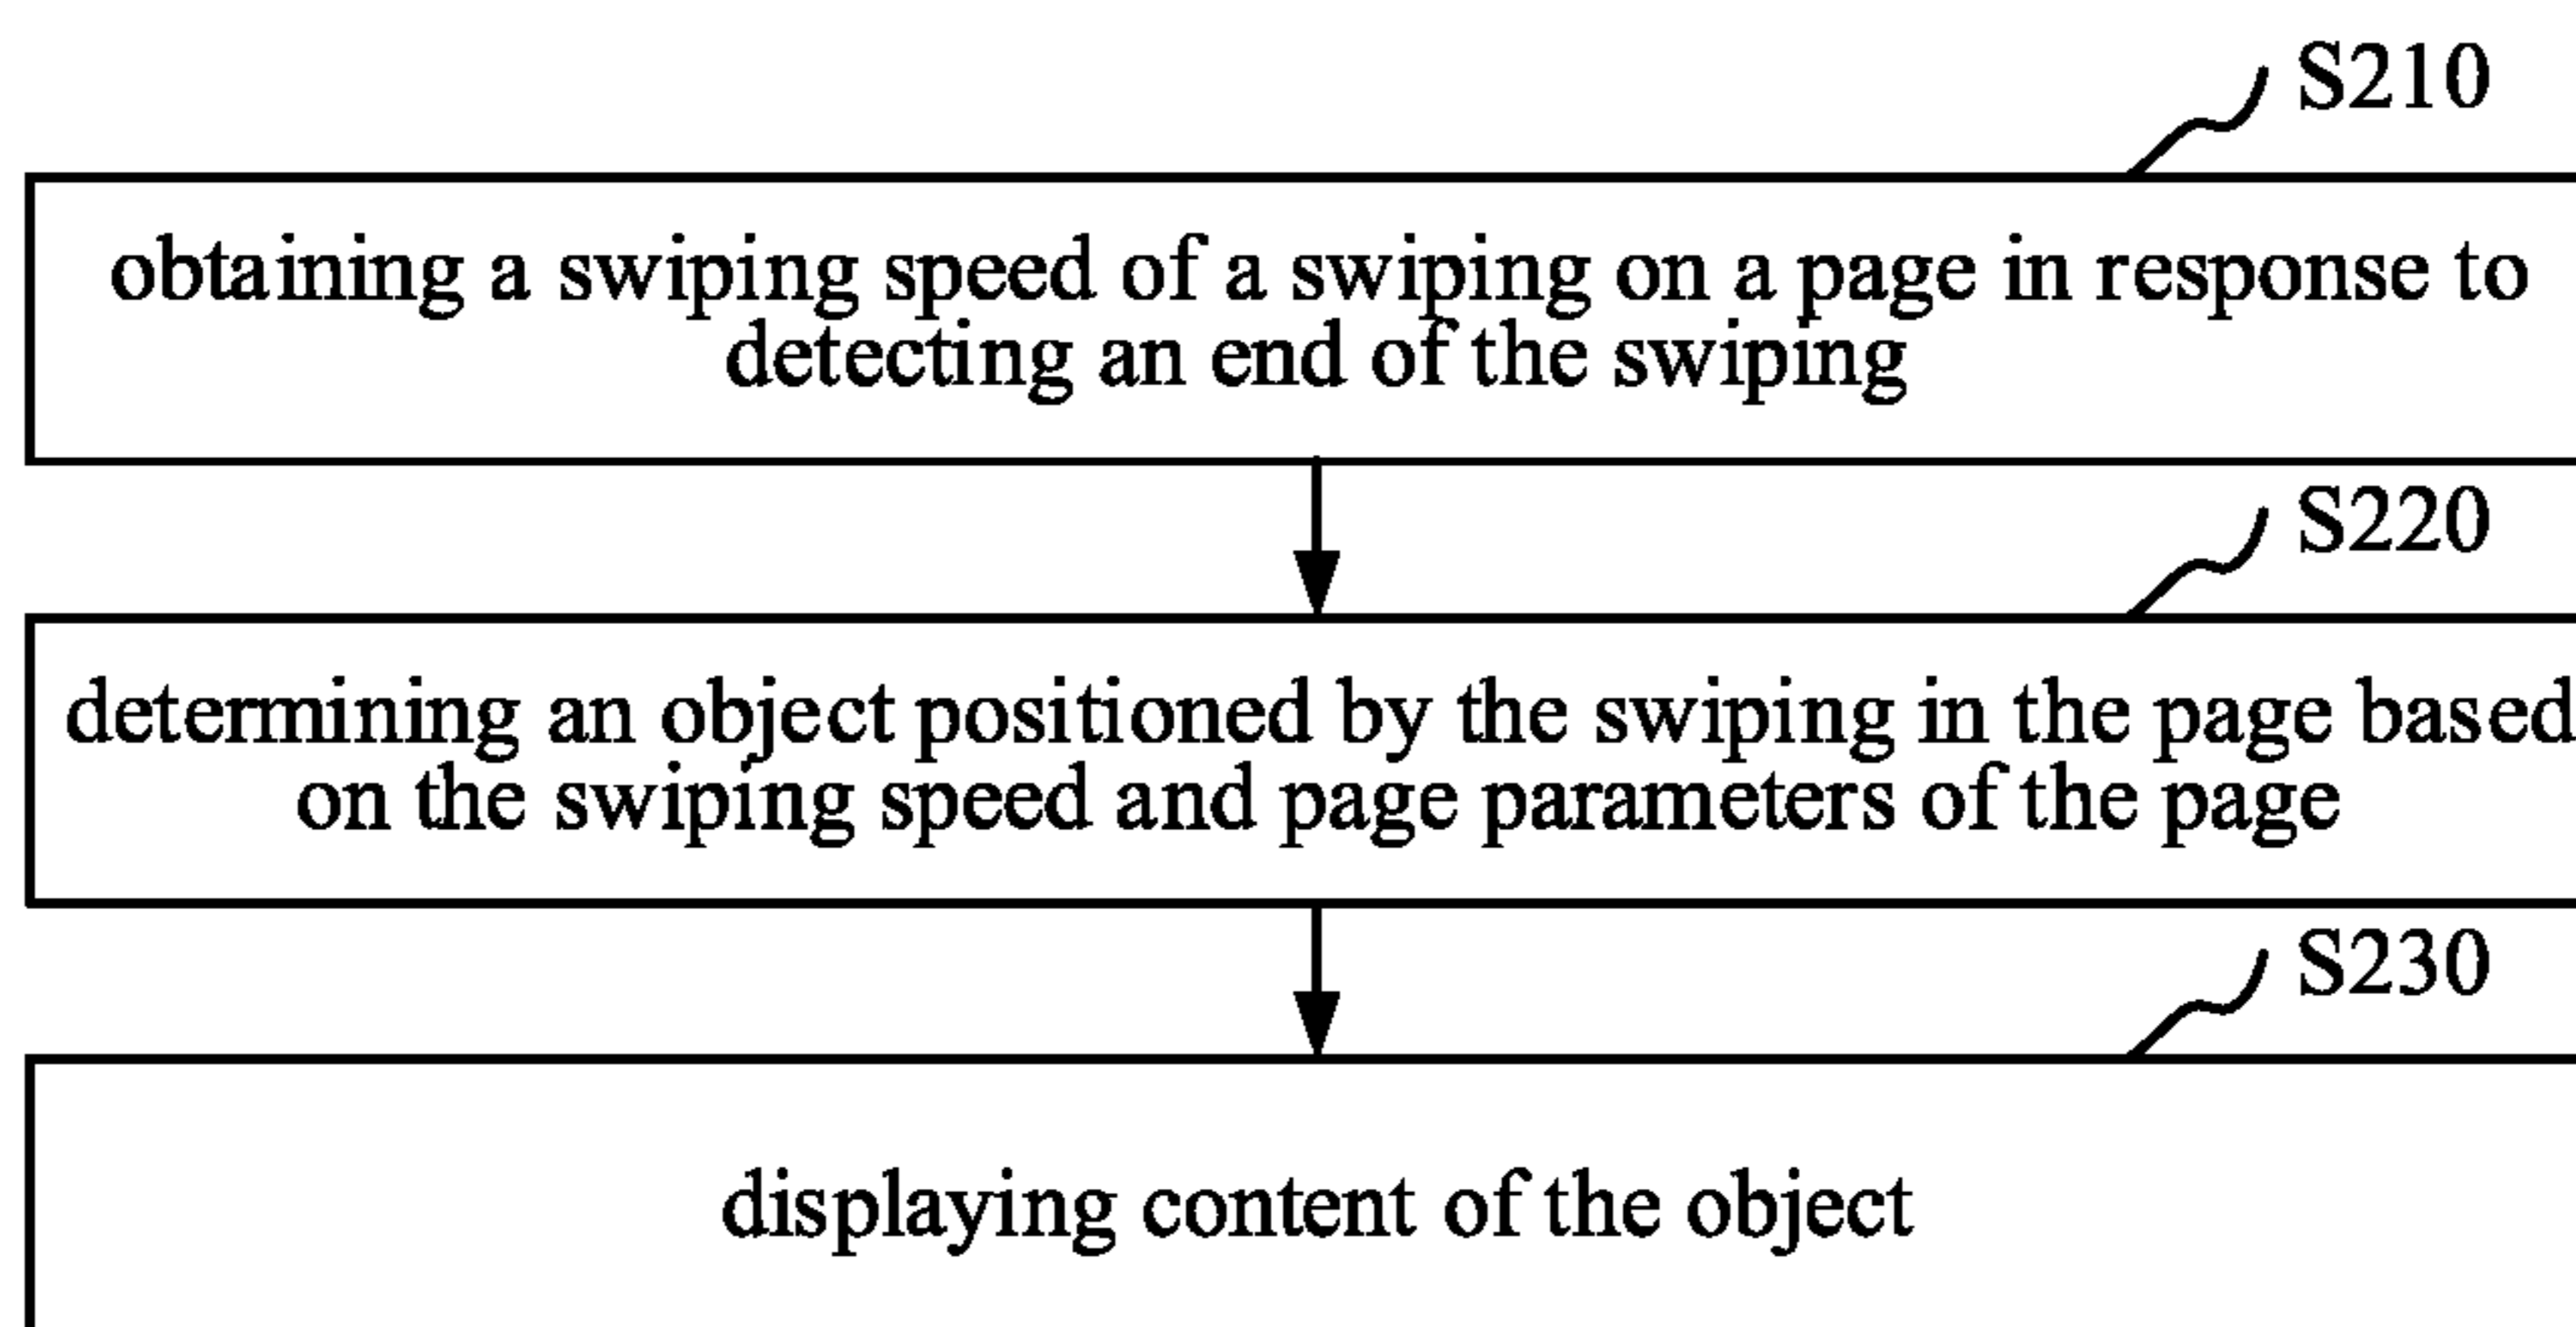 S210
obtaining a swiping speed of a swiping on a page in response to
detecting an end of the swiping
S220
determining an object positioned by the swiping in the page based
on the swiping speed and page parameters of the page
S230
displaying content of the object